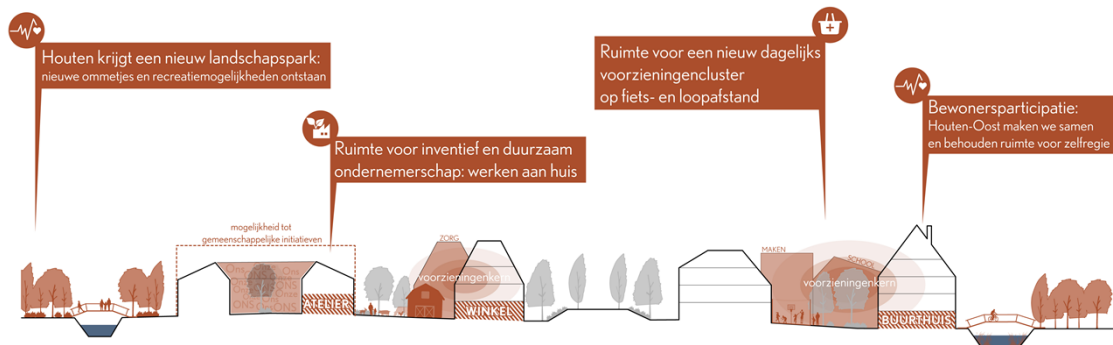 Houten krijgt een nieuw landschapspark:
nieuwe ommetjes en recreatiemogelijkheden ontstaan
Ruimte voor inventief en duurzaam
ondernemerschap: werken aan huis
Ruimte voor een nieuw dagelijks
voorzieningencluster
op fiets- en loopafstand
Bewonersparticipatie:
Houten-Oost maken we samen
en behouden ruimte voor zelfregie
mogelijkheid tot
gemeenschappelijke initiatieven
ATELIER
ZORG
voorzieningenkern
WINKEL
MAKEN
SCHOOL
voorzieningenkern
BUURTHUIS